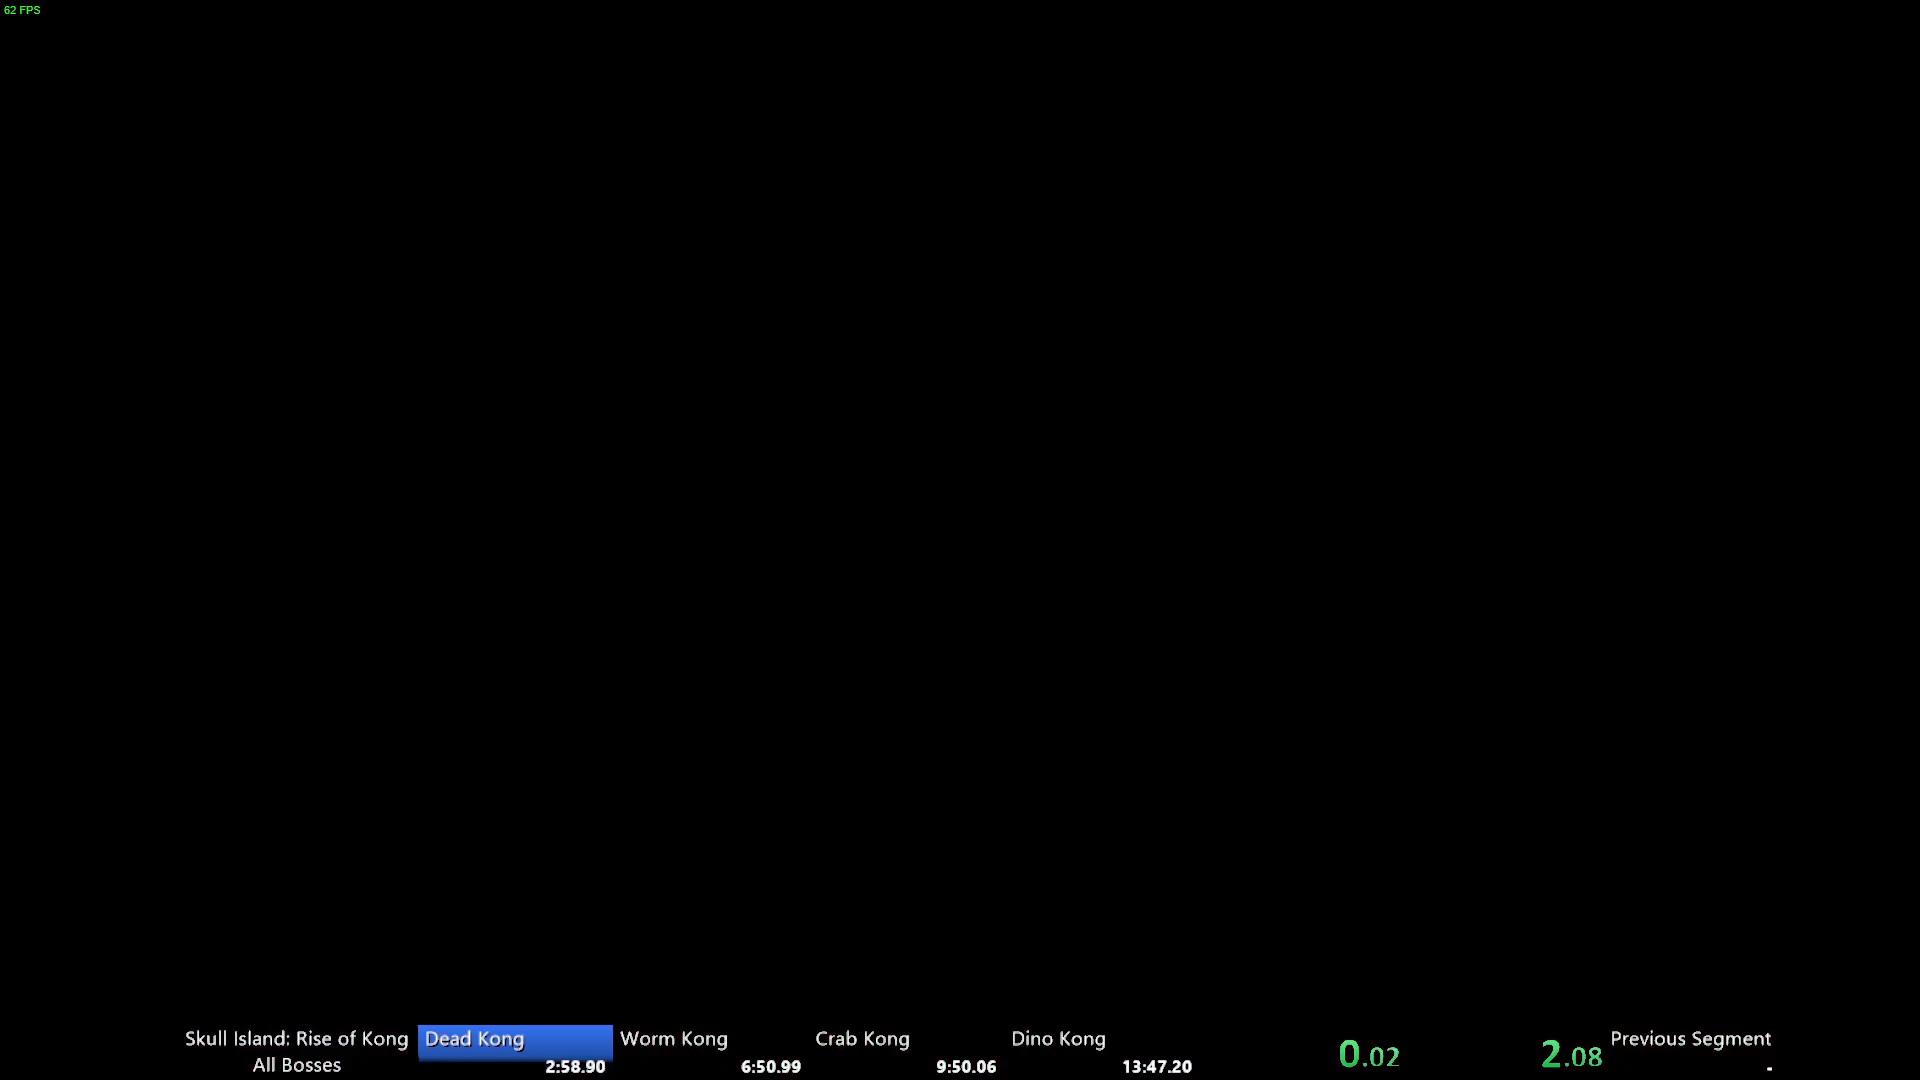 62 FPS
Skull Island: Rise of Kong
All Bosses
Dead Kong
2:58.90
Worm Kong
6:50.99
Crab Kong
9:50.06
Dino Kong
13:47.20
0.02
2.08
Previous Segment
-